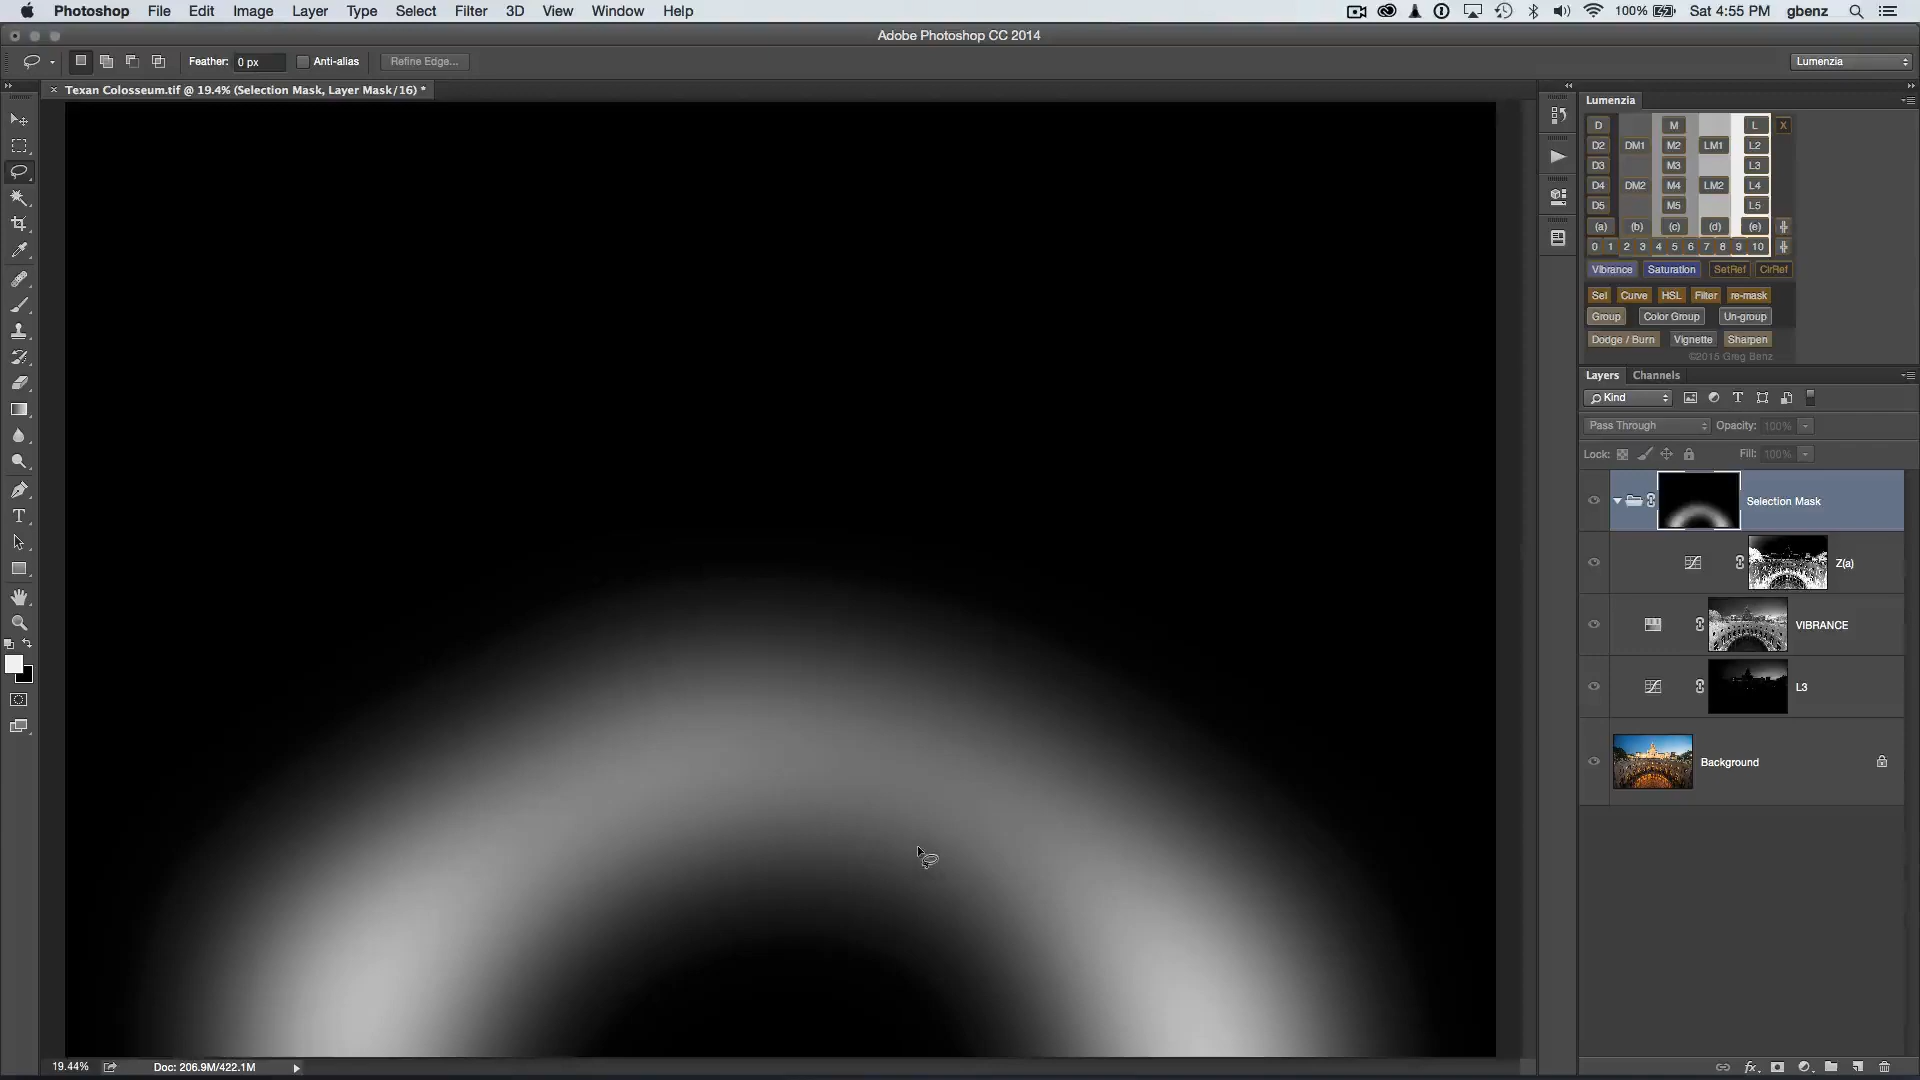 Photoshop File Edit Image Layer Type Select Filter 3D View Window Help 100% Sat 4:55 PM gbenz
Adobe Photoshop CC 2014
Feather: 0 px Anti-alias Refine Edge... Lumenzia
Texan Colosseum.tif @ 19.4% (Selection Mask, Layer Mask/16) *
Lumenzia
D M L X
D2 DM1 M2 LM1 L2
D3 M3 L3
D4 DM2 M4 LM2 L4
D5 M5 L5
(a) (b) (c) (d) (e)
0 1 2 3 4 5 6 7 8 9 10
Vibrance Saturation SetRef ClrRef
Sel Curve HSL Filter re-mask
Group Color Group Un-group
Dodge / Burn Vignette Sharpen
©2015 Greg Benz
Layers Channels
Kind
Pass Through Opacity: 100%
Lock: Fill: 100%
Selection Mask
Z(a)
VIBRANCE
L3
Background
19.44% Doc: 206.9M/422.1M